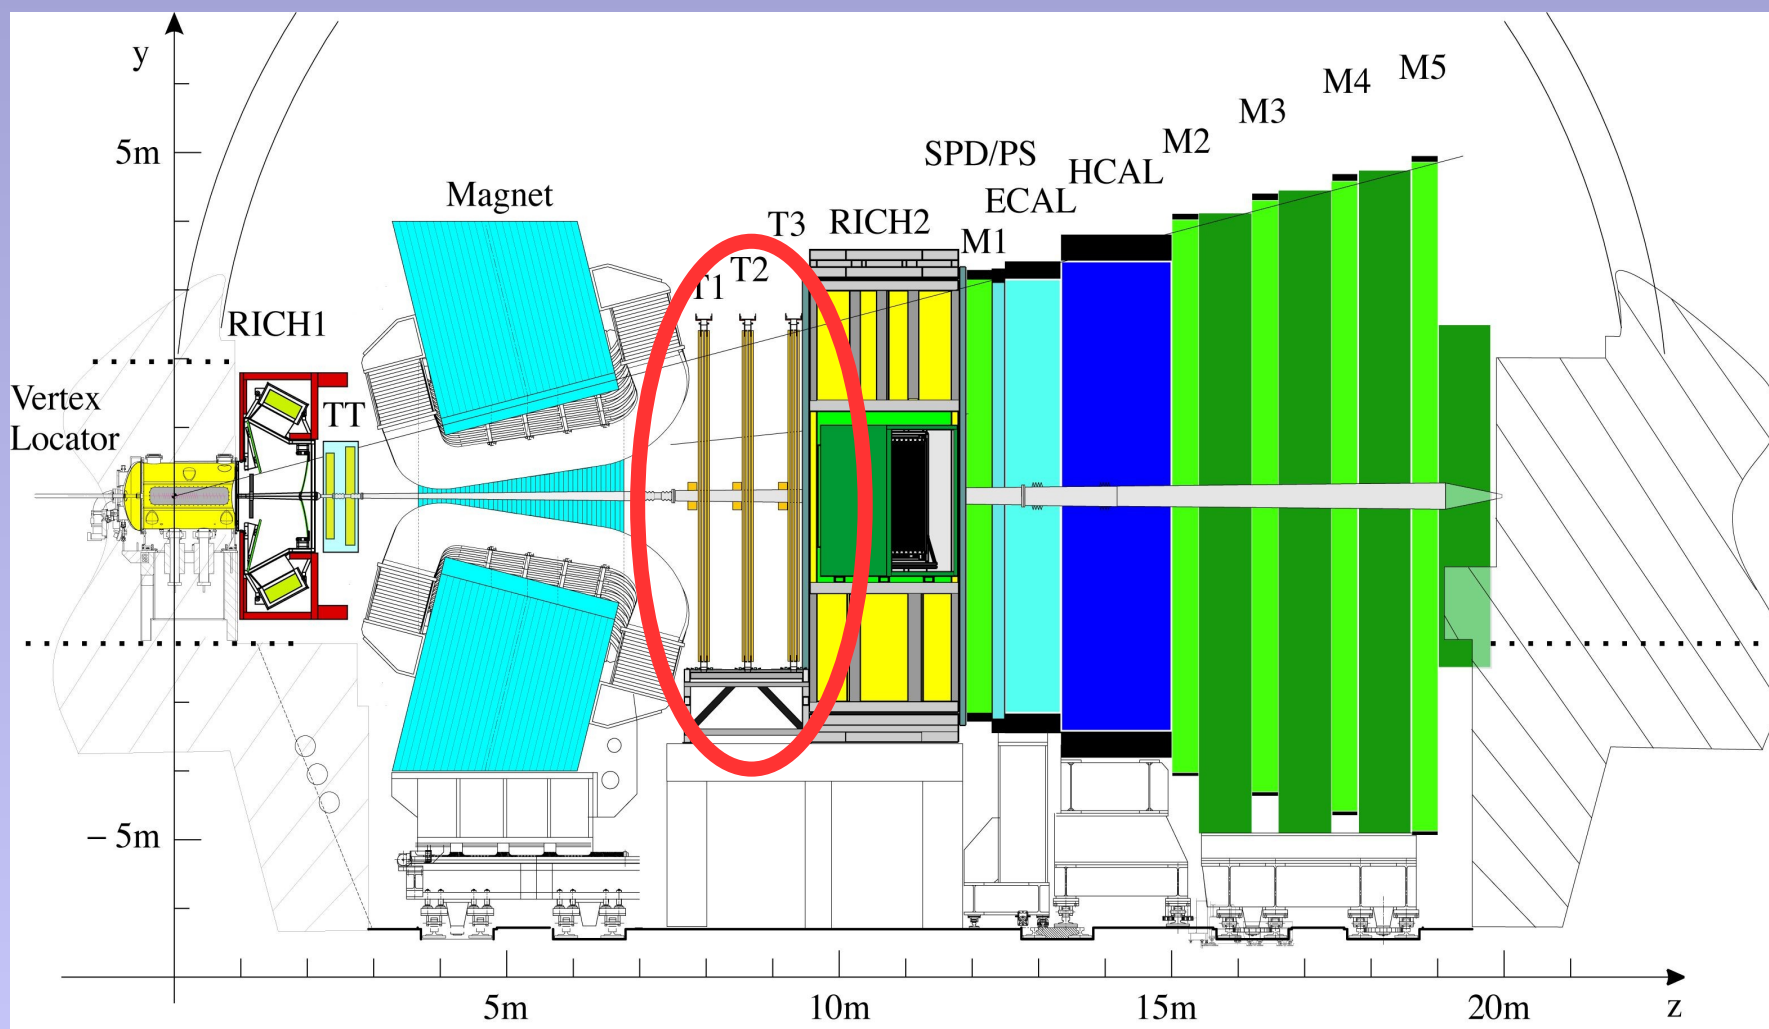 y
5m
Magnet
Vertex
Locator
RICH1
TT
T1
T2
T3
RICH2
SPD/PS
ECAL
HCAL
M1
M2
M3
M4
M5
− 5m
5m
10m
15m
20m
z